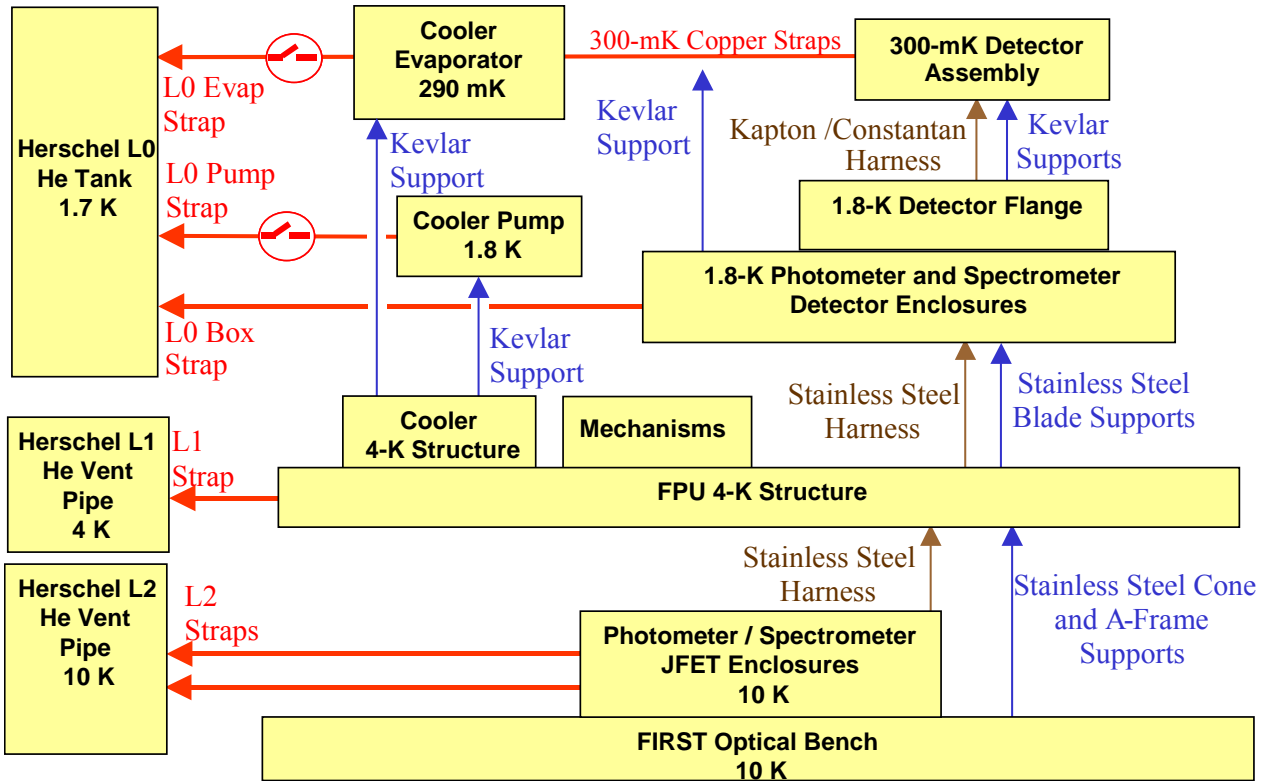 Cooler
Evaporator
290 mK
300-mK Copper Straps
300-mK Detector
Assembly
L0 Evap
Strap
Kevlar
Support
Kevlar
Support
Kapton /Constantan
Harness
Kevlar
Supports
Herschel L0
He Tank
1.7 K
L0 Pump
Strap
Cooler Pump
1.8 K
1.8-K Detector Flange
1.8-K Photometer and Spectrometer
Detector Enclosures
L0 Box
Strap
Kevlar
Support
Stainless Steel
Harness
Stainless Steel
Blade Supports
Cooler
4-K Structure
Mechanisms
Herschel L1
He Vent
Pipe
4 K
L1
Strap
FPU 4-K Structure
Stainless Steel
Harness
Stainless Steel Cone
and A-Frame
Supports
Herschel L2
He Vent
Pipe
10 K
L2
Straps
Photometer / Spectrometer
JFET Enclosures
10 K
FIRST Optical Bench
10 K